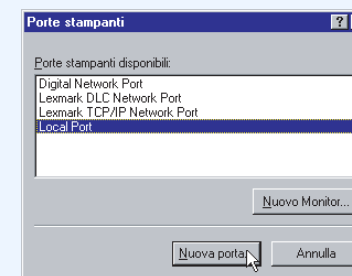 Porte stampanti
?
Porte stampanti disponibili:
Digital Network Port
Lexmark DLC Network Port
Lexmark TCP/IP Network Port
Local Port
Nuovo Monitor...
Nuova porta...
Annulla